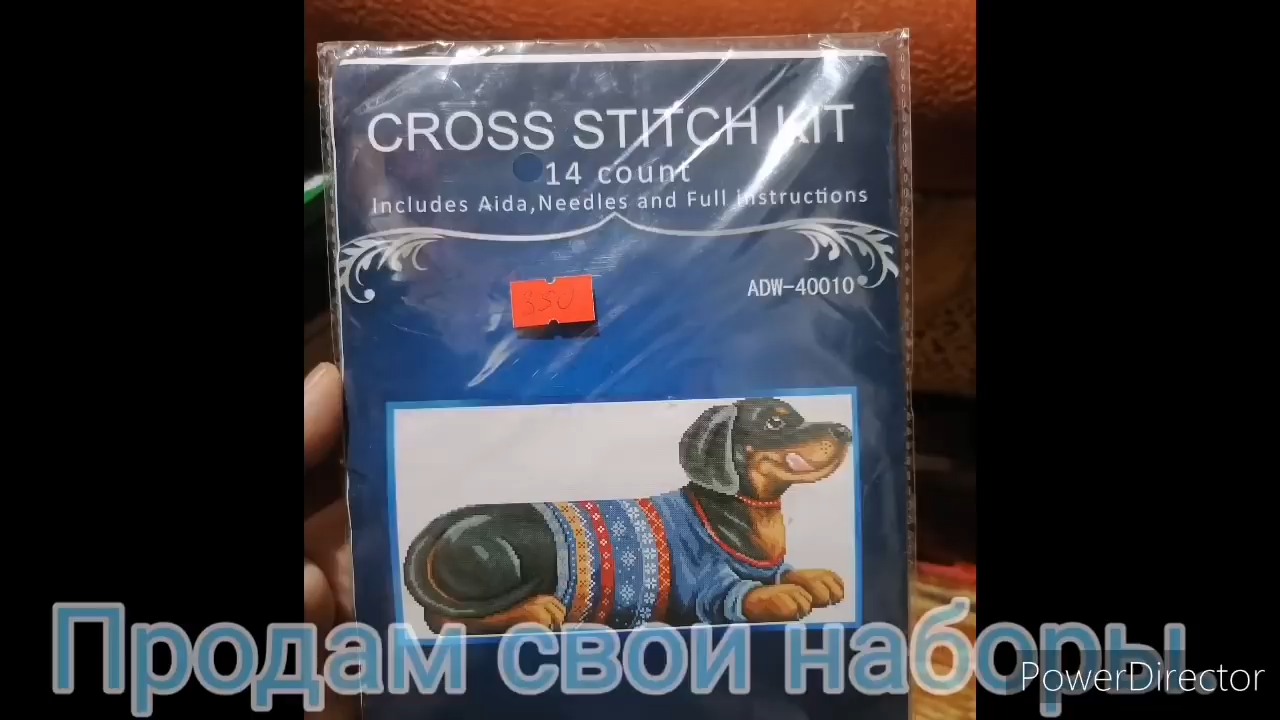 CROSS STITCH KIT
14 count
Includes Aida,Needles and Full instructions
ADW-40010
350
Продам свои наборы.
PowerDirector